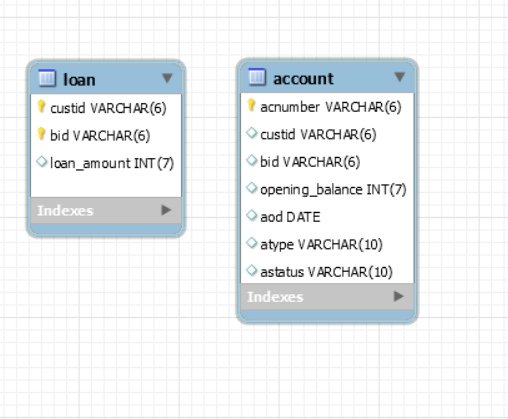 loan
custid VARCHAR(6)
bid VARCHAR(6)
loan_amount INT(7)
Indexes
account
acnumber VARCHAR(6)
custid VARCHAR(6)
bid VARCHAR(6)
opening_balance INT(7)
aod DATE
atype VARCHAR(10)
astatus VARCHAR(10)
Indexes